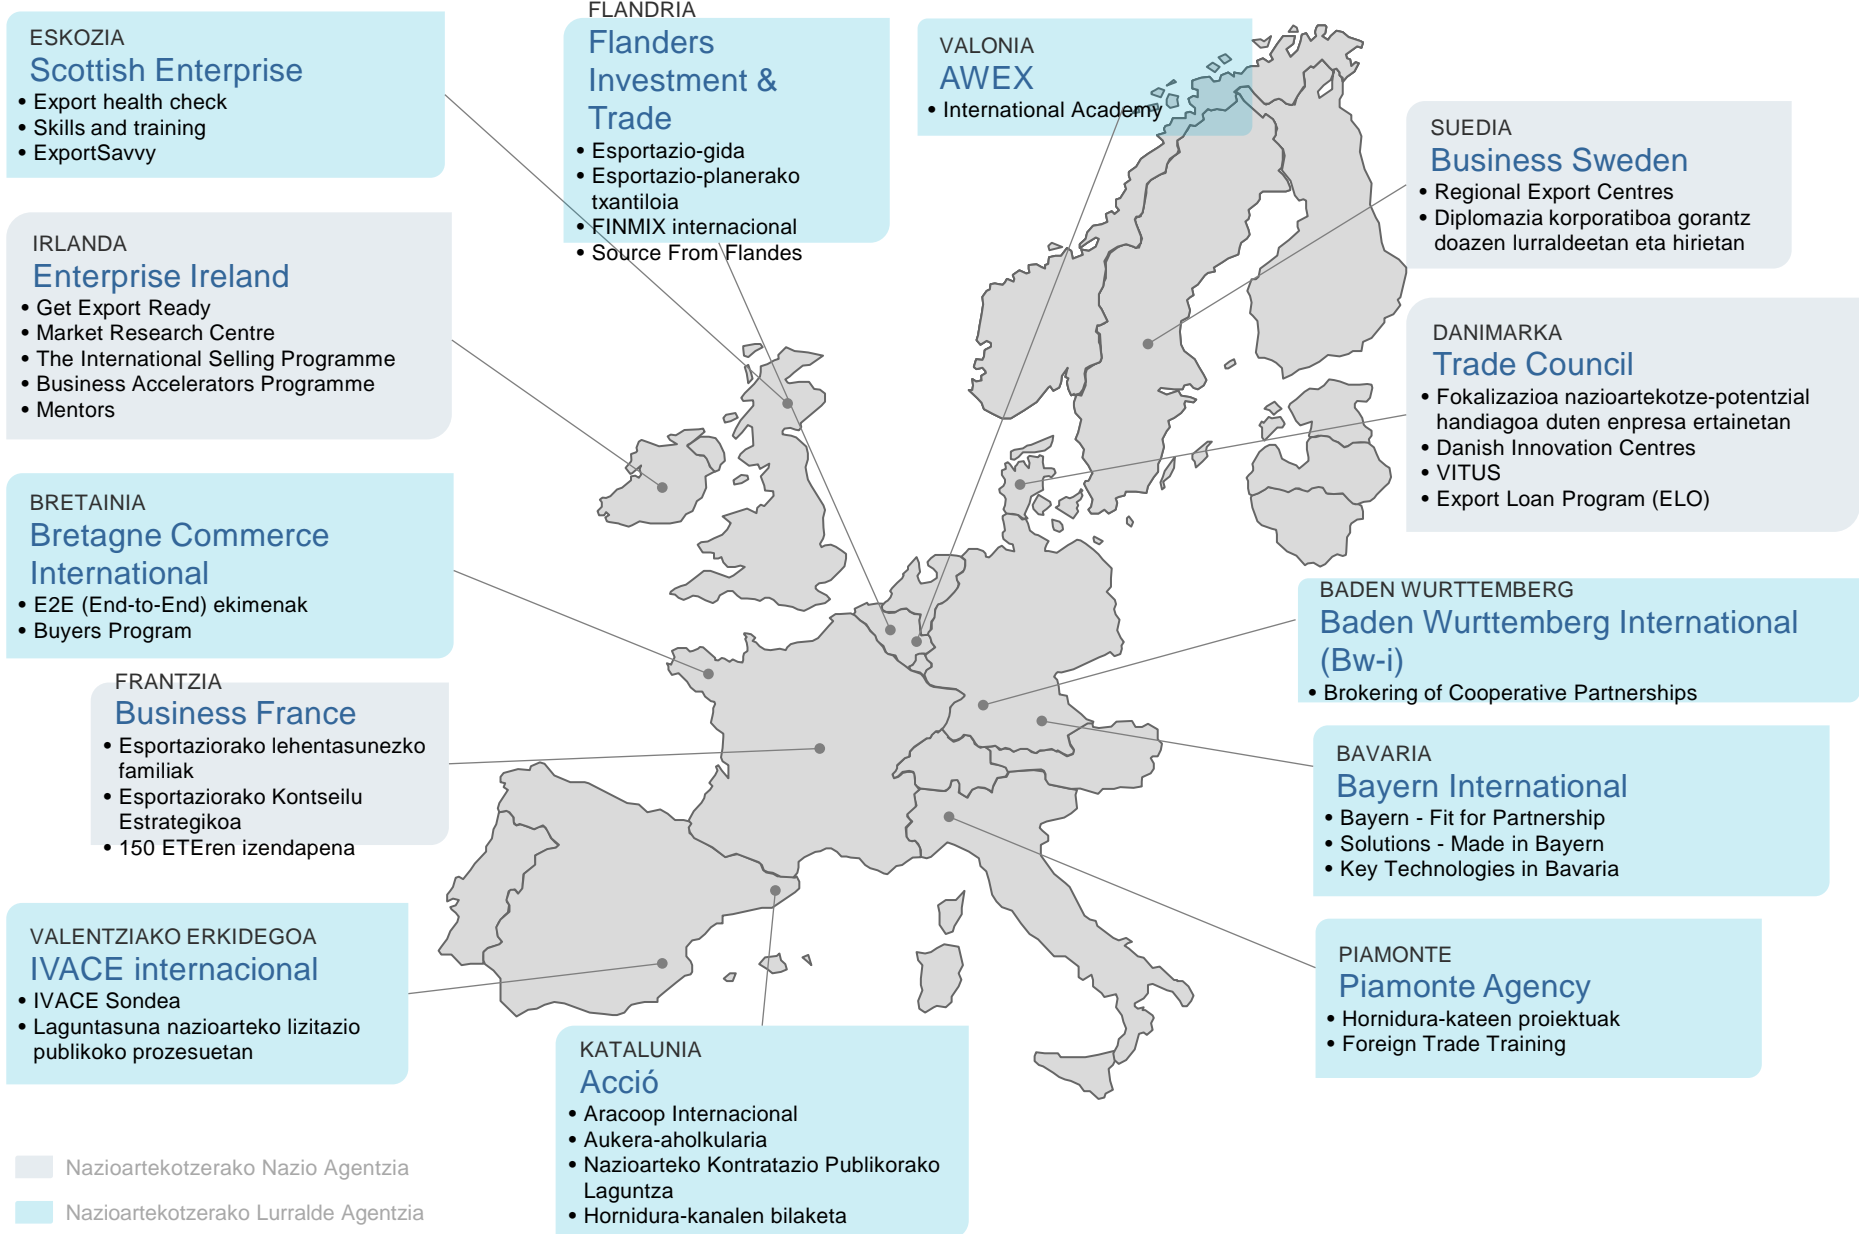 ESKOZIA
Scottish Enterprise
• Export health check
• Skills and training
• ExportSavvy
FLANDRIA
Flanders
Investment &
Trade
• Esportazio-gida
• Esportazio-planerako
txantiloia
• FINMIX internacional
• Source From Flandes
VALONIA
AWEX
• International Academy
SUEDIA
Business Sweden
• Regional Export Centres
• Diplomazia korporatiboa gorantz
doazen lurraldeetan eta hirietan
IRLANDA
Enterprise Ireland
• Get Export Ready
• Market Research Centre
• The International Selling Programme
• Business Accelerators Programme
• Mentors
DANIMARKA
Trade Council
• Fokalizazioa nazioartekotze-potentzial
handiagoa duten enpresa ertainetan
• Danish Innovation Centres
• VITUS
• Export Loan Program (ELO)
BRETAINIA
Bretagne Commerce
International
• E2E (End-to-End) ekimenak
• Buyers Program
BADEN WURTTEMBERG
Baden Wurttemberg International
(Bw-i)
• Brokering of Cooperative Partnerships
FRANTZIA
Business France
• Esportaziorako lehentasunezko
familiak
• Esportaziorako Kontseilu
Estrategikoa
• 150 ETEren izendapena
BAVARIA
Bayern International
• Bayern - Fit for Partnership
• Solutions - Made in Bayern
• Key Technologies in Bavaria
VALENTZIAKO ERKIDEGOA
IVACE internacional
• IVACE Sondea
• Laguntasuna nazioarteko lizitazio
publikoko prozesuetan
PIAMONTE
Piamonte Agency
• Hornidura-kateen proiektuak
• Foreign Trade Training
KATALUNIA
Acció
• Aracoop Internacional
• Aukera-aholkularia
• Nazioarteko Kontratazio Publikorako
Laguntza
• Hornidura-kanalen bilaketa
Nazioartekotzerako Nazio Agentzia
Nazioartekotzerako Lurralde Agentzia